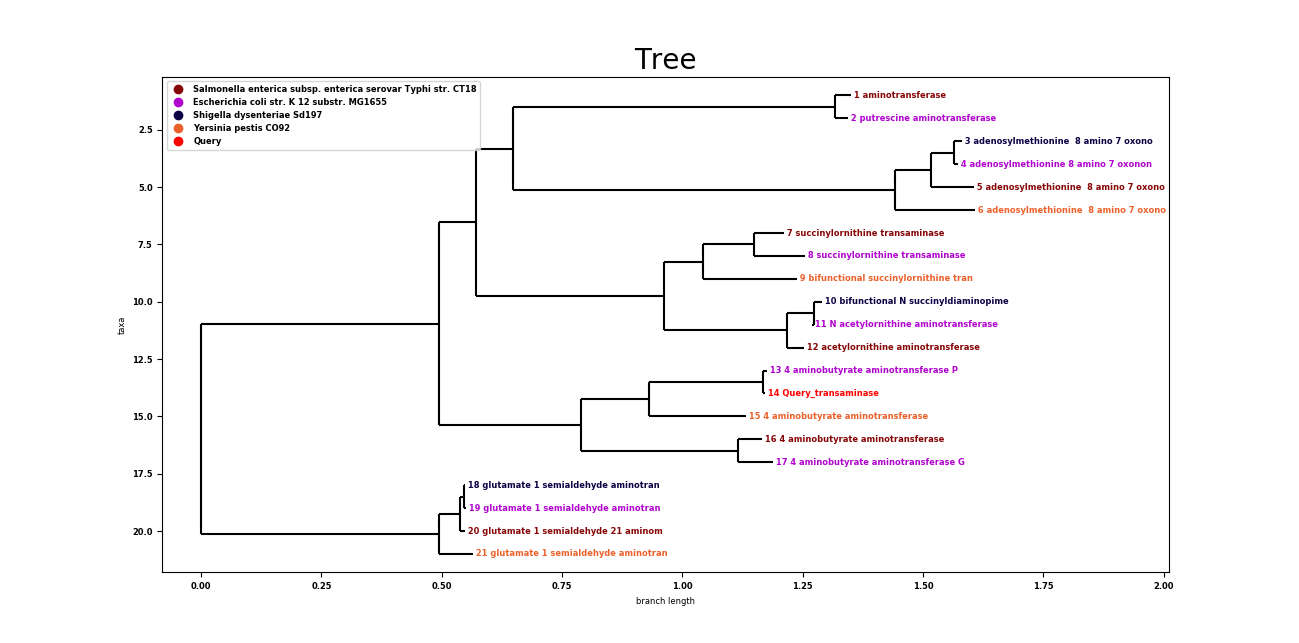 Tree
Salmonella enterica subsp. enterica serovar Typhi str. CT18
Escherichia coli str. K 12 substr. MG1655
Shigella dysenteriae Sd197
Yersinia pestis CO92
Query
1 aminotransferase
2 putrescine aminotransferase
3 adenosylmethionine  8 amino 7 oxono
4 adenosylmethionine 8 amino 7 oxonon
5 adenosylmethionine  8 amino 7 oxono
6 adenosylmethionine  8 amino 7 oxono
7 succinylornithine transaminase
8 succinylornithine transaminase
9 bifunctional succinylornithine tran
10 bifunctional N succinyldiaminopime
11 N acetylornithine aminotransferase
12 acetylornithine aminotransferase
13 4 aminobutyrate aminotransferase P
14 Query_transaminase
15 4 aminobutyrate aminotransferase
16 4 aminobutyrate aminotransferase
17 4 aminobutyrate aminotransferase G
18 glutamate 1 semialdehyde aminotran
19 glutamate 1 semialdehyde aminotran
20 glutamate 1 semialdehyde 21 aminom
21 glutamate 1 semialdehyde aminotran
2.5
5.0
7.5
10.0
12.5
15.0
17.5
20.0
taxa
0.00 0.25 0.50 0.75 1.00 1.25 1.50 1.75 2.00
branch length